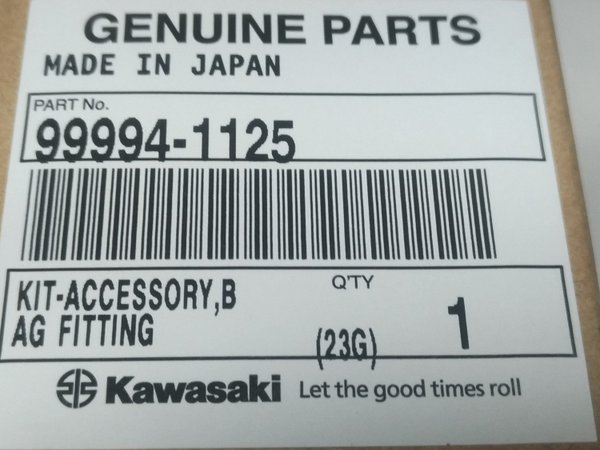 GENUINE PARTS
MADE IN JAPAN
PART No.
99994-1125
KIT-ACCESSORY,B
AG FITTING
Q'TY
(23G)
1
Kawasaki Let the good times roll